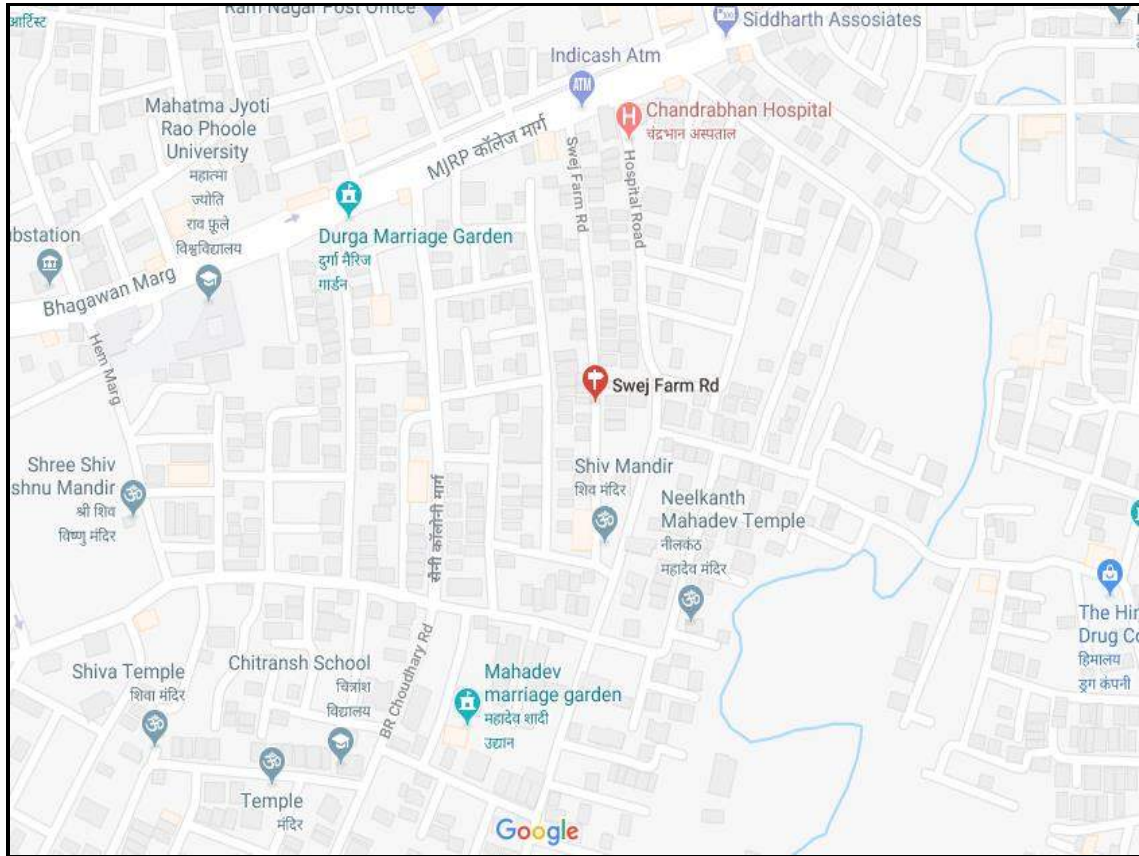 आर्टिस्ट
Ram Nagar Post Office
Siddharth Assosiates
Indicash Atm
ATM
Mahatma Jyoti
Rao Phoole
University
महात्मा
ज्योति
राव फूले
विश्वविद्यालय
Chandrabhan Hospital
चंद्रभान अस्पताल
H
MJRP कॉलेज मार्ग
Swej Farm Rd
Hospital Road
Durga Marriage Garden
दुर्गा मैरिज
गार्डन
bstation
Bhagawan Marg
Hem Marg
Swej Farm Rd
Shree Shiv
shnu Mandir
श्री शिव
विष्णु मंदिर
सेनी कॉलोनी मार्ग
Shiv Mandir
शिव मंदिर
Neelkanth
Mahadev Temple
नीलकंठ
महादेव मंदिर
The Hir
Drug Co
हिमालय
ड्रग कंपनी
Shiva Temple
शिवा मंदिर
Chitransh School
चित्रांश
विद्यालय
BR Choudhary Rd
Mahadev
marriage garden
महादेव शादी
उद्यान
Temple
मंदिर
Google